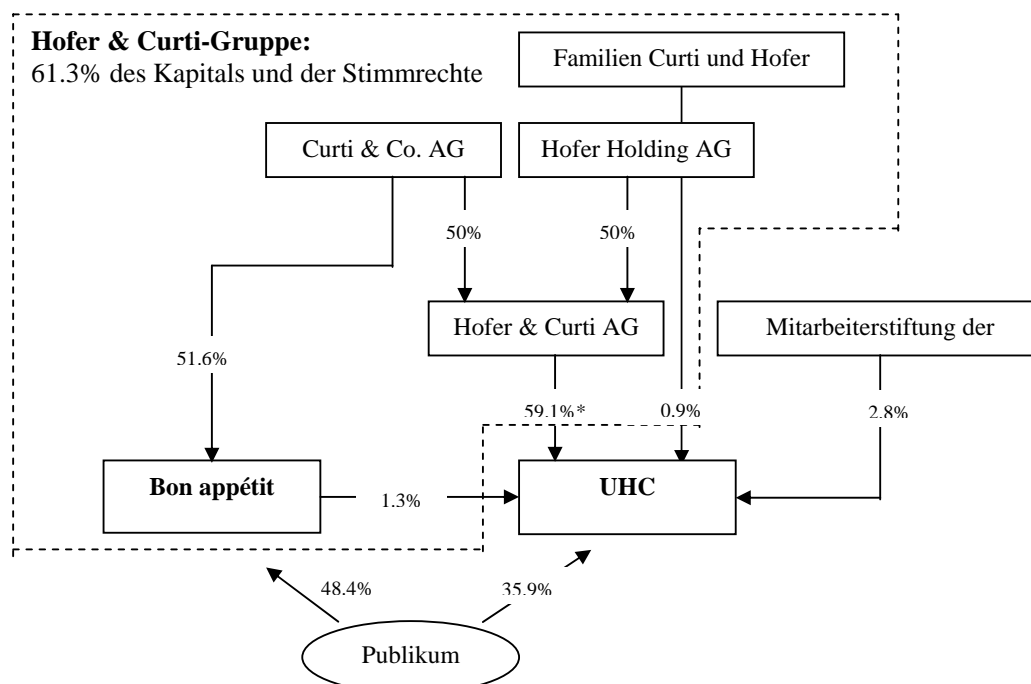 Hofer & Curti-Gruppe:
61.3% des Kapitals und der Stimmrechte
Familien Curti und Hofer
Curti & Co. AG
Hofer Holding AG
50%
50%
Hofer & Curti AG
Mitarbeiterstiftung der
51.6%
59.1%*
0.9%
2.8%
Bon appétit
1.3%
UHC
48.4%
35.9%
Publikum